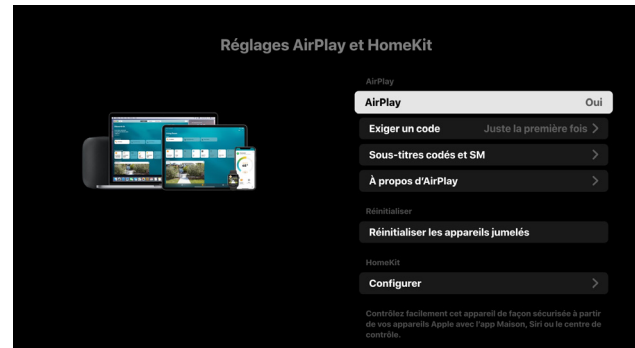 Réglages AirPlay et HomeKit
AirPlay
AirPlay Oui
Exiger un code Juste la première fois
Sous-titres codés et SM
À propos d'AirPlay
Réinitialiser
Réinitialiser les appareils jumelés
HomeKit
Configurer
Contrôlez facilement cet appareil de façon sécurisée à partir
de vos appareils Apple avec l'app Maison, Siri ou le centre de
contrôle.